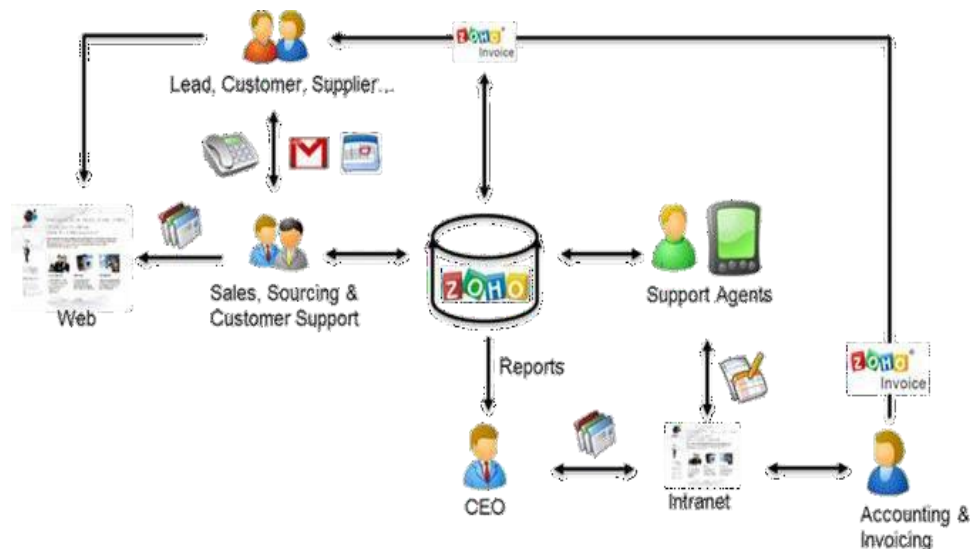 ZOHO
Invoice
Lead, Customer, Supplier...
ZOHO
Web
Sales, Sourcing &
Customer Support
Support Agents
Reports
ZOHO
Invoice
CEO
Intranet
Accounting &
Invoicing